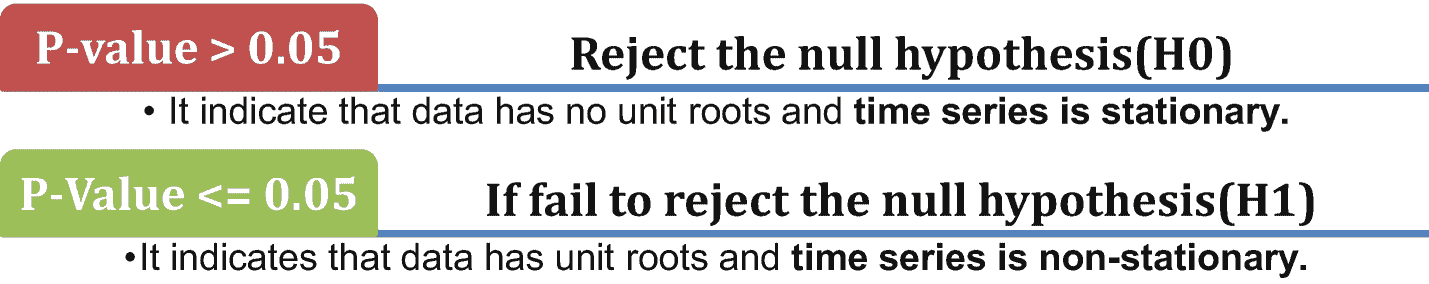 P-value > 0.05
Reject the null hypothesis(H0)
• It indicate that data has no unit roots and time series is stationary.
P-Value <= 0.05
If fail to reject the null hypothesis(H1)
•It indicates that data has unit roots and time series is non-stationary.